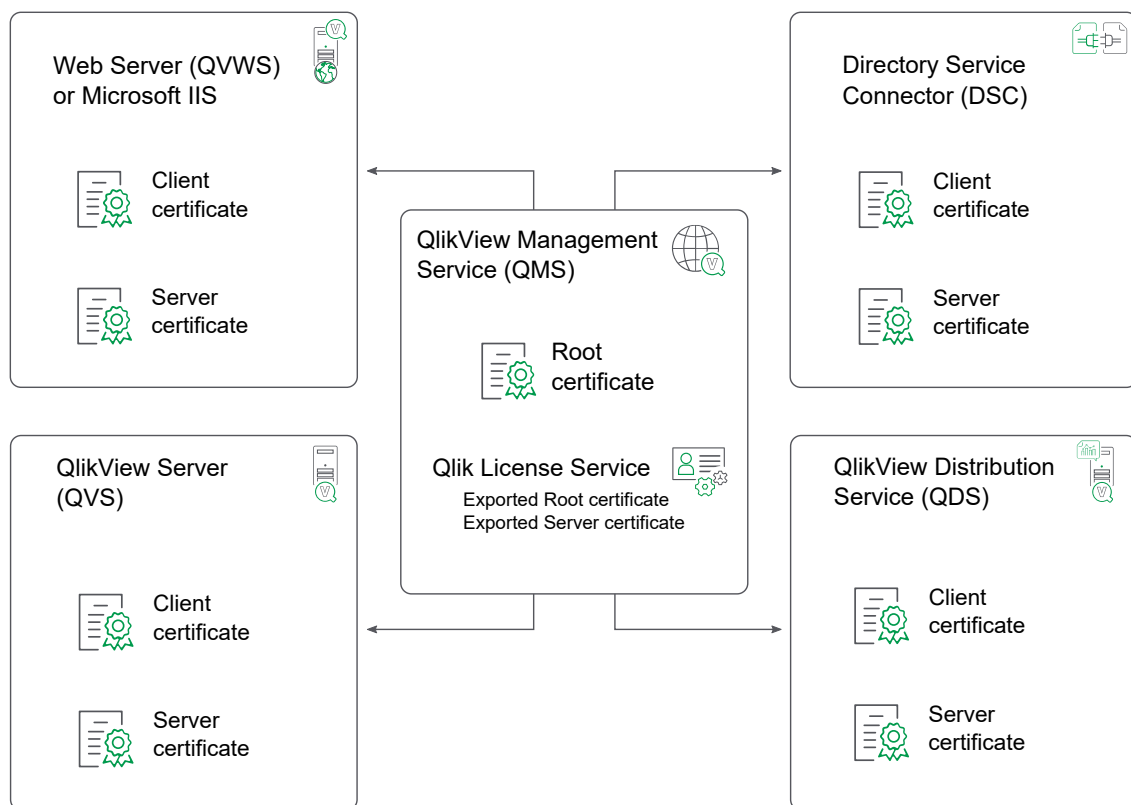 Web Server (QVWS)
or Microsoft IIS
Client
certificate
Server
certificate
Directory Service
Connector (DSC)
Client
certificate
Server
certificate
QlikView Management
Service (QMS)
Root
certificate
Qlik License Service
Exported Root certificate
Exported Server certificate
QlikView Server
(QVS)
Client
certificate
Server
certificate
QlikView Distribution
Service (QDS)
Client
certificate
Server
certificate